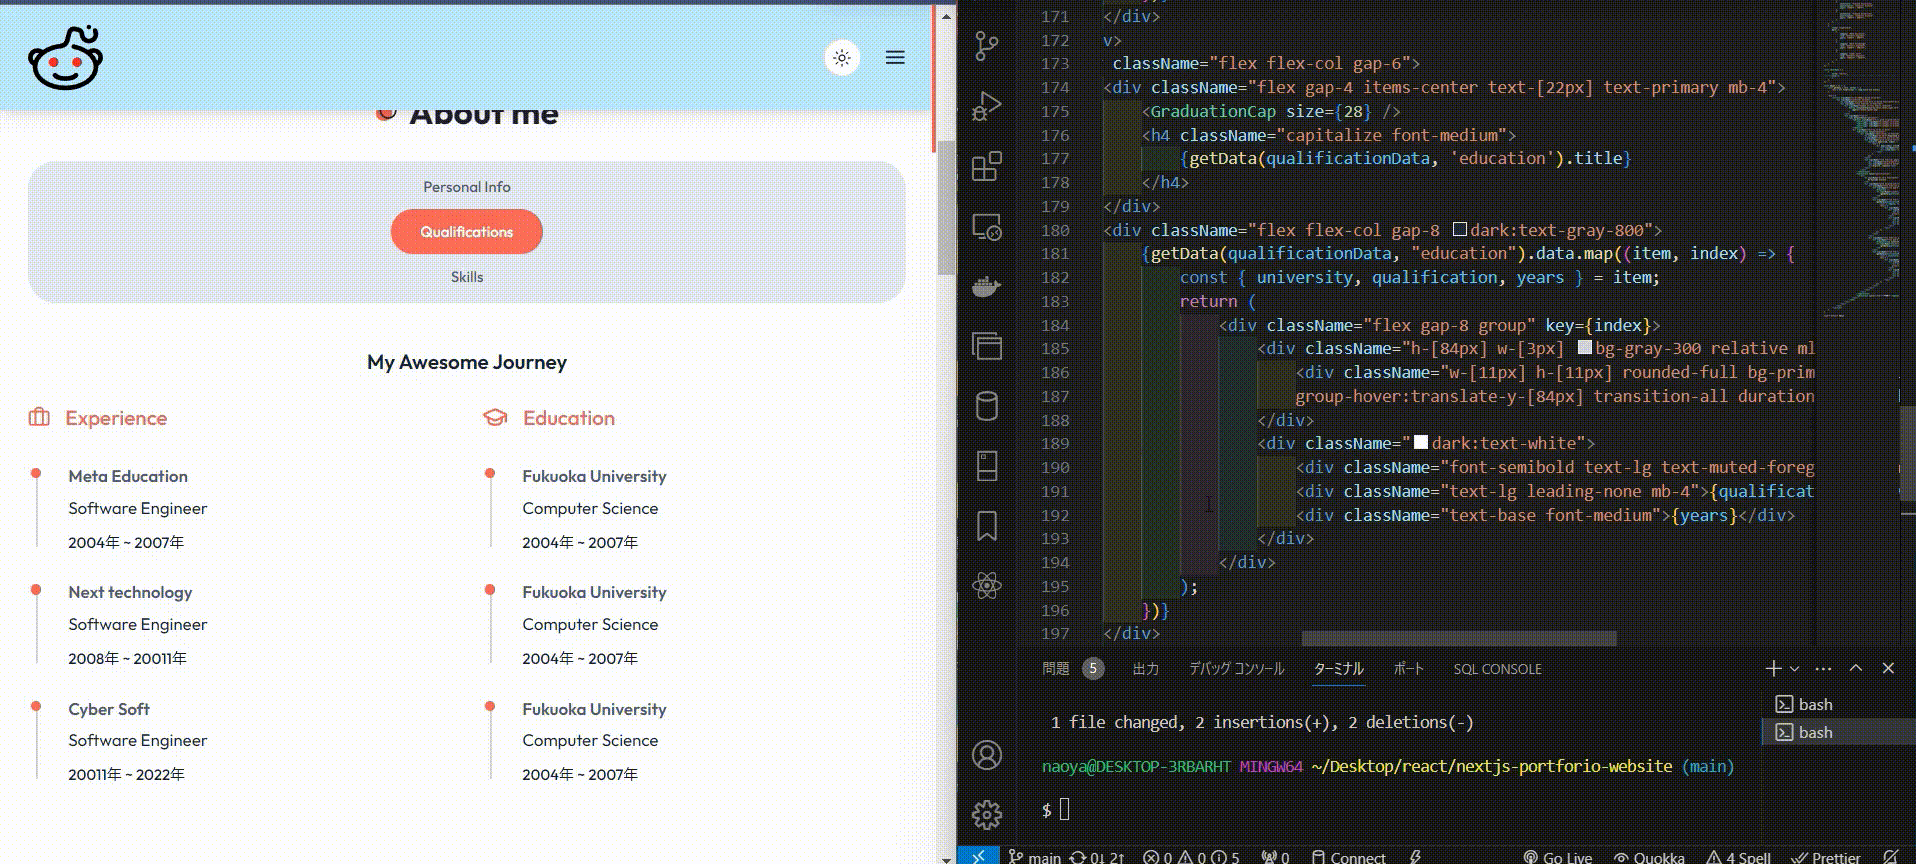 About me
Personal Info
Qualifications
Skills
My Awesome Journey
Experience
Meta Education
Software Engineer
2004年 ~ 2007年
Next technology
Software Engineer
2008年 ~ 20011年
Cyber Soft
Software Engineer
20011年 ~ 2022年
Education
Fukuoka University
Computer Science
2004年 ~ 2007年
Fukuoka University
Computer Science
2004年 ~ 2007年
Fukuoka University
Computer Science
2004年 ~ 2007年
171 </div>
172 v>
173 className="flex flex-col gap-6">
174 <div className="flex gap-4 items-center text-[22px] text-primary mb-4">
175 <GraduationCap size={28} />
176 <h4 className="capitalize font-medium">
177 {getData(qualificationData, 'education').title}
178 </h4>
179 </div>
180 <div className="flex flex-col gap-8 dark:text-gray-800">
181 {getData(qualificationData, "education").data.map((item, index) => {
182 const { university, qualification, years } = item;
183 return (
184 <div className="flex gap-8 group" key={index}>
185 <div className="h-[84px] w-[3px] bg-gray-300 relative ml
186 <div className="w-[11px] h-[11px] rounded-full bg-prim
187 group-hover:translate-y-[84px] transition-all duration
188 </div>
189 <div className="dark:text-white">
190 <div className="font-semibold text-lg text-muted-foreg
191 <div className="text-lg leading-none mb-4">{qualificat
192 <div className="text-base font-medium">{years}</div>
193 </div>
194 </div>
195 );
196 })}
197 </div>
問題 5 出力 デバッグ コンソール ターミナル ポート SQL CONSOLE
1 file changed, 2 insertions(+), 2 deletions(-)
naoya@DESKTOP-3RBARHT MINGW64 ~/Desktop/react/nextjs-portforio-website (main)
$
bash
bash
main 0↓ 2↑ 0 0 5 0 Connect Go Live Quokka 4 Spell Prettier